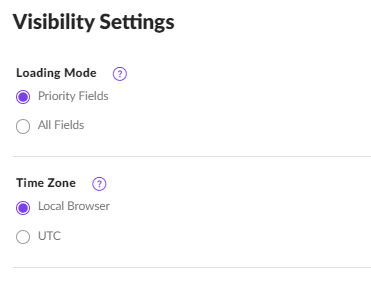 Visibility Settings
Loading Mode ?
Priority Fields
All Fields
Time Zone ?
Local Browser
UTC